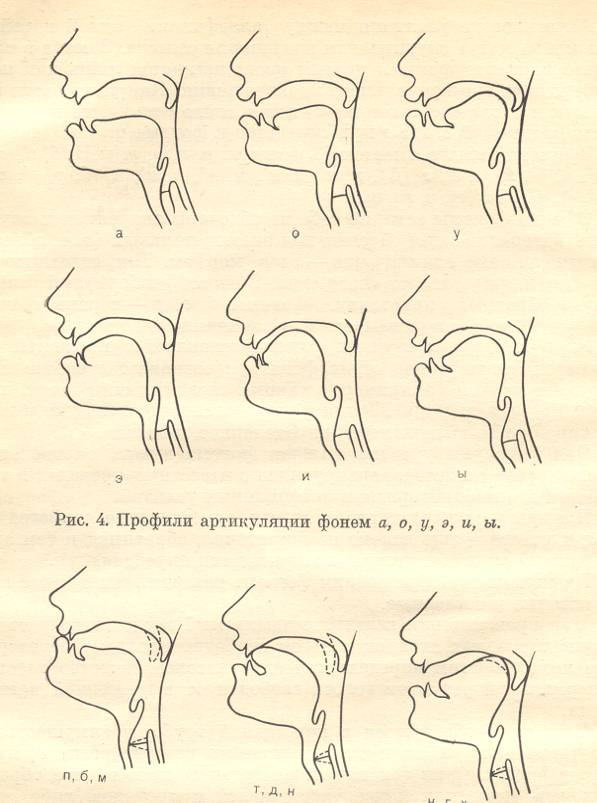 а
о
у
э
и
ы
Рис. 4. Профили артикуляции фонем а, о, у, э, и, ы.
п, б, м
т, д, н